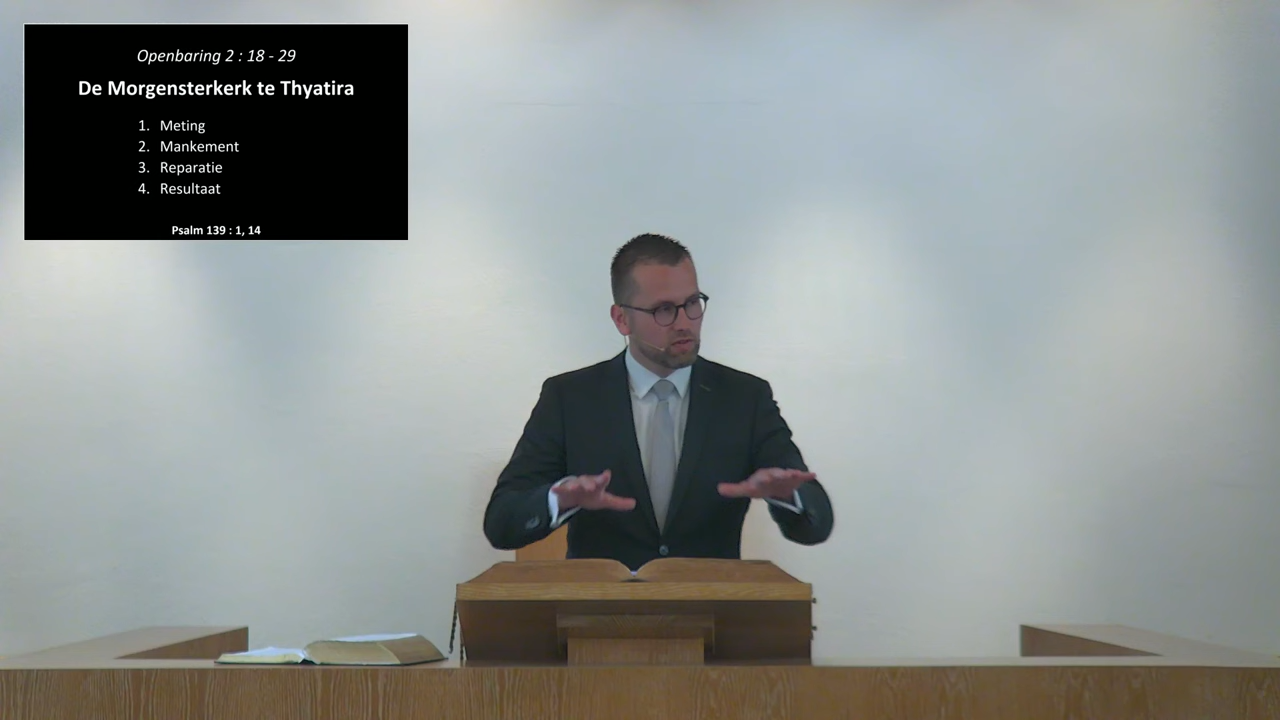 Openbaring 2 : 18 - 29
De Morgensterkerk te Thyatira
1. Meting
2. Mankement
3. Reparatie
4. Resultaat
Psalm 139 : 1, 14